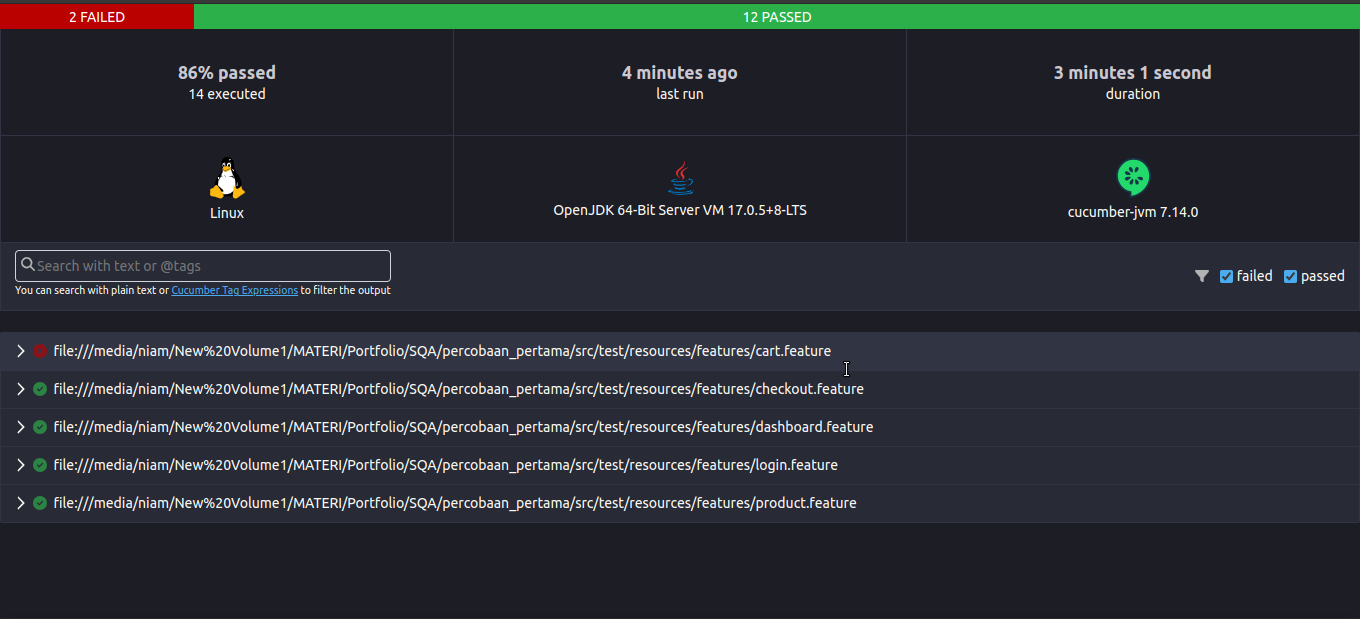 2 FAILED
12 PASSED
86% passed
14 executed
4 minutes ago
last run
3 minutes 1 second
duration
Linux
OpenJDK 64-Bit Server VM 17.0.5+8-LTS
cucumber-jvm 7.14.0
Search with text or @tags
You can search with plain text or Cucumber Tag Expressions to filter the output
failed
passed
file:///media/niam/New%20Volume1/MATERI/Portfolio/SQA/percobaan_pertama/src/test/resources/features/cart.feature
file:///media/niam/New%20Volume1/MATERI/Portfolio/SQA/percobaan_pertama/src/test/resources/features/checkout.feature
file:///media/niam/New%20Volume1/MATERI/Portfolio/SQA/percobaan_pertama/src/test/resources/features/dashboard.feature
file:///media/niam/New%20Volume1/MATERI/Portfolio/SQA/percobaan_pertama/src/test/resources/features/login.feature
file:///media/niam/New%20Volume1/MATERI/Portfolio/SQA/percobaan_pertama/src/test/resources/features/product.feature